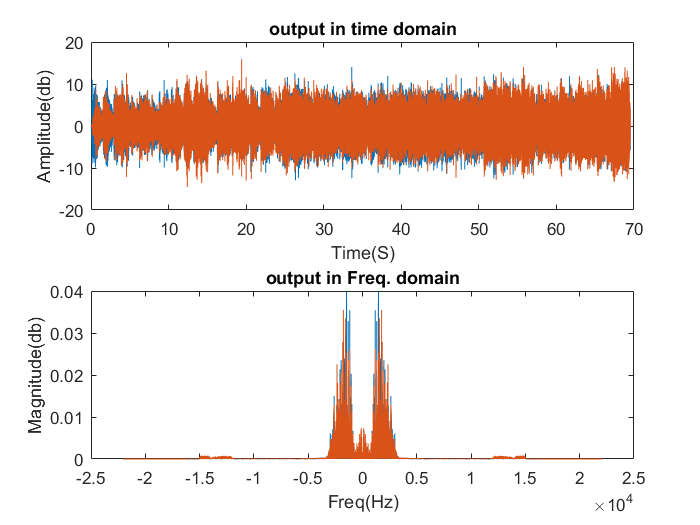 output in time domain
20
10
0
-10
-20
Amplitude(db)
0 10 20 30 40 50 60 70
Time(S)
output in Freq. domain
0.04
0.03
0.02
0.01
0
Magnitude(db)
-2.5 -2 -1.5 -1 -0.5 0 0.5 1 1.5 2 2.5
Freq(Hz)
×10^4